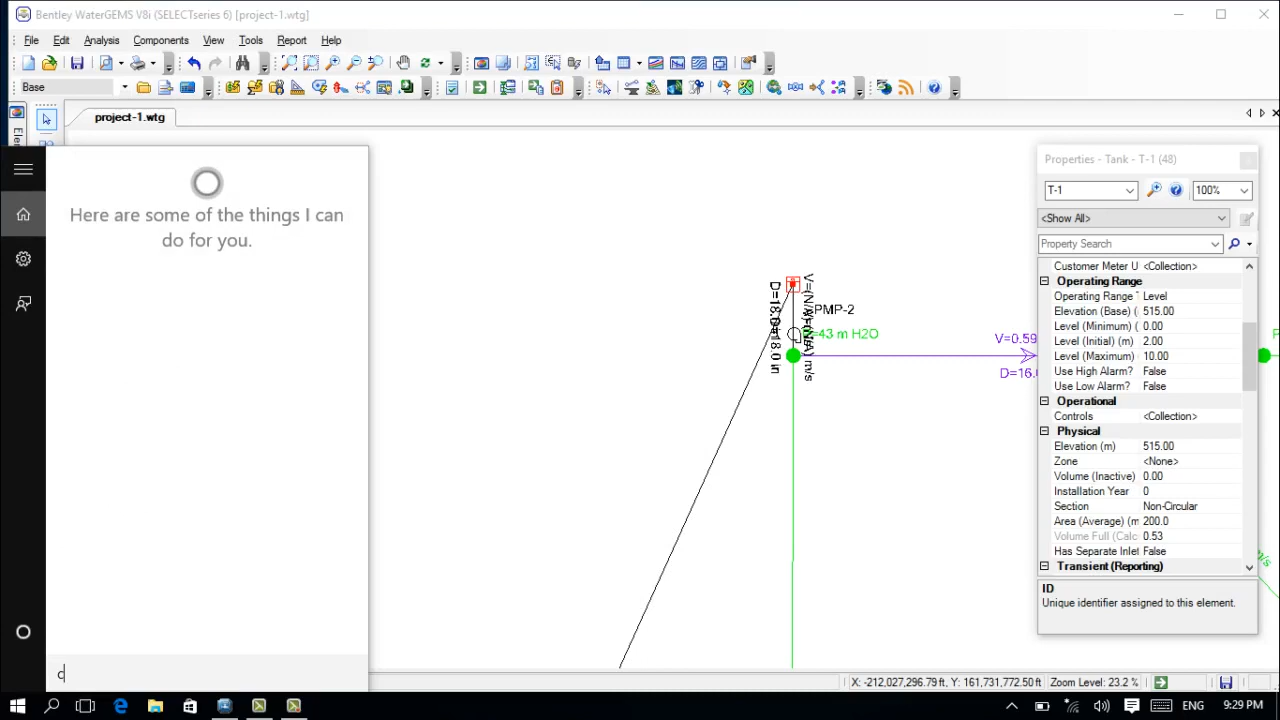 Bentley WaterGEMS V8i (SELECTseries 6) [project-1.wtg]
File Edit Analysis Components View Tools Report Help
Base
project-1.wtg
Here are some of the things I can
do for you.
c
PMP-2
=43 m H2O
D=18.0 in
V=0.59
D=16.
Properties - Tank - T-1 (48)
T-1
100%
<Show All>
Property Search
Customer Meter U <Collection>
Operating Range
Operating Range Level
Elevation (Base) ( 515.00
Level (Minimum) ( 0.00
Level (Initial) (m) 2.00
Level (Maximum) 10.00
Use High Alarm? False
Use Low Alarm? False
Operational
Controls <Collection>
Physical
Elevation (m) 515.00
Zone <None>
Volume (Inactive) 0.00
Installation Year 0
Section Non-Circular
Area (Average) (m 200.0
Volume Full (Calc 0.53
Has Separate Inlet False
Transient (Reporting)
ID
Unique identifier assigned to this element.
X: -212,027,296.79 ft, Y: 161,731,772.50 ft Zoom Level: 23.2 %
ENG 9:29 PM